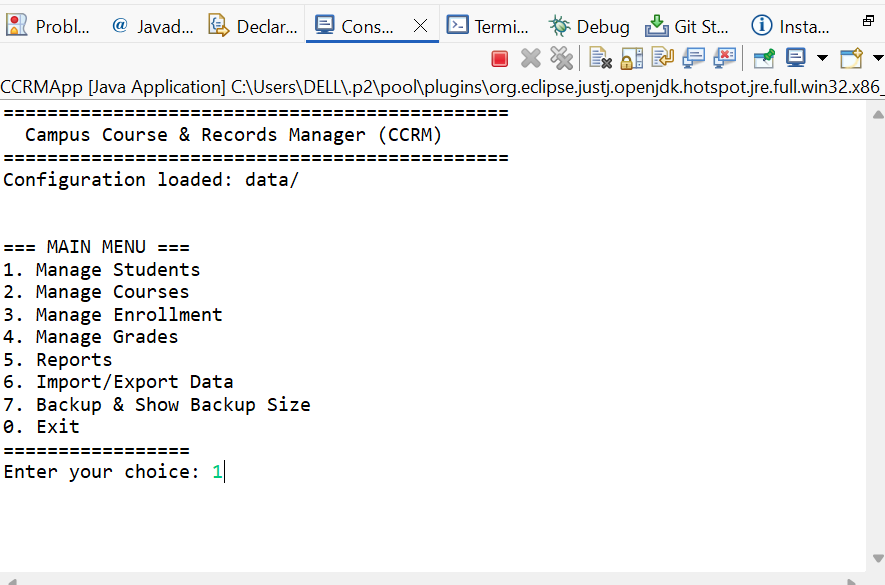 Probl... Javad... Declar... Cons... Termi... Debug Git St... Insta...
CCRMApp [Java Application] C:\Users\DELL\.p2\pool\plugins\org.eclipse.justj.openjdk.hotspot.jre.full.win32.x86_
===============================================
Campus Course & Records Manager (CCRM)
===============================================
Configuration loaded: data/
=== MAIN MENU ===
1. Manage Students
2. Manage Courses
3. Manage Enrollment
4. Manage Grades
5. Reports
6. Import/Export Data
7. Backup & Show Backup Size
0. Exit
=================
Enter your choice: 1